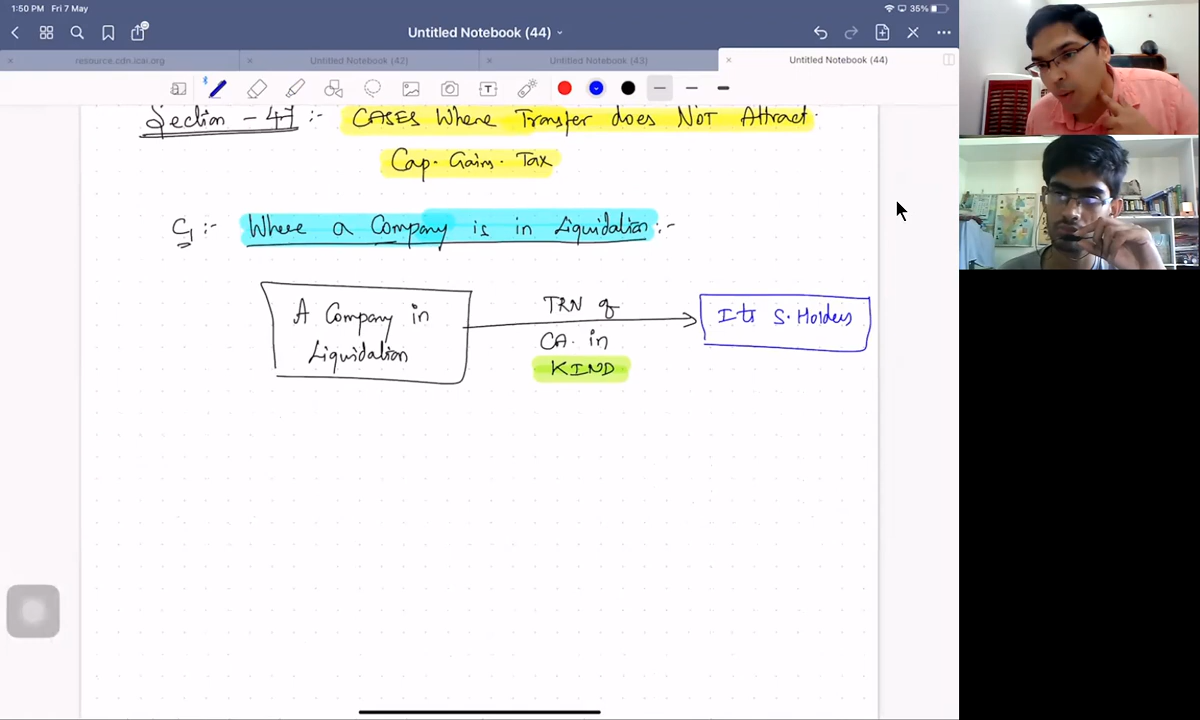 1:50 PM Fri 7 May
35%
Untitled Notebook (44)
resource.cdn.icai.org
Untitled Notebook (42)
Untitled Notebook (43)
Untitled Notebook (44)
Section - 47 :- CASES Where Transfer does NOT Attract
Cap. Gains. Tax
C1 :- Where a Company is in Liquidation :-
A Company in
Liquidation
TRN of
CA. in
KIND
Its S. Holders